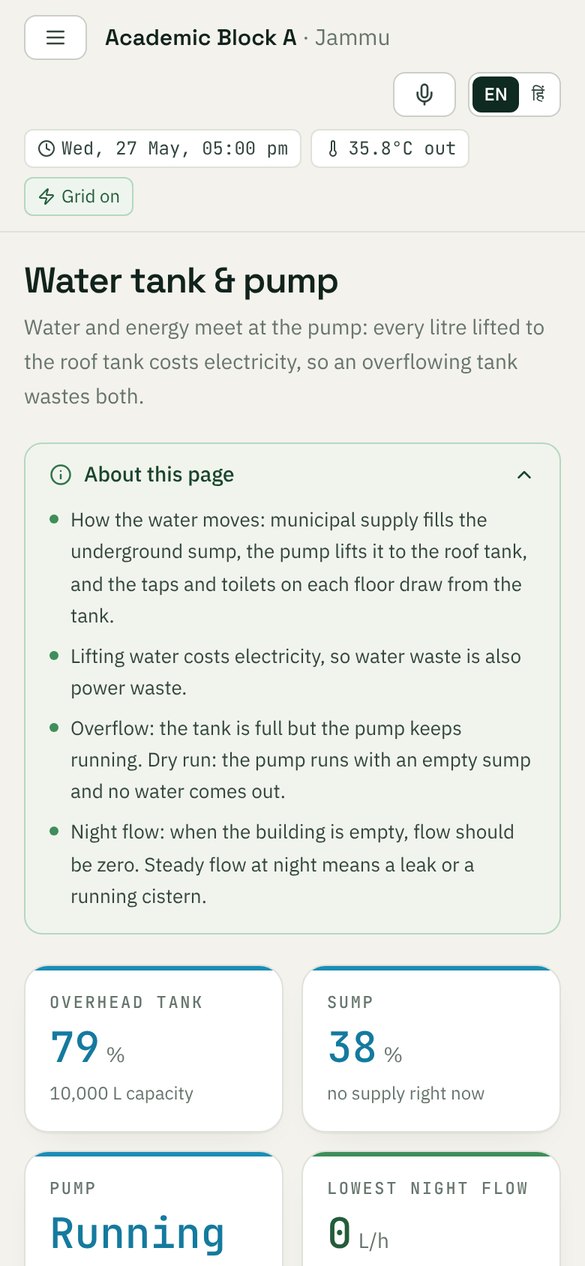 Academic Block A · Jammu
EN हिं
Wed, 27 May, 05:00 pm 35.8°C out
Grid on
Water tank & pump
Water and energy meet at the pump: every litre lifted to
the roof tank costs electricity, so an overflowing tank
wastes both.
About this page
How the water moves: municipal supply fills the
underground sump, the pump lifts it to the roof tank,
and the taps and toilets on each floor draw from the
tank.
Lifting water costs electricity, so water waste is also
power waste.
Overflow: the tank is full but the pump keeps
running. Dry run: the pump runs with an empty sump
and no water comes out.
Night flow: when the building is empty, flow should
be zero. Steady flow at night means a leak or a
running cistern.
OVERHEAD TANK
79 %
10,000 L capacity
SUMP
38 %
no supply right now
PUMP
Running
LOWEST NIGHT FLOW
0 L/h